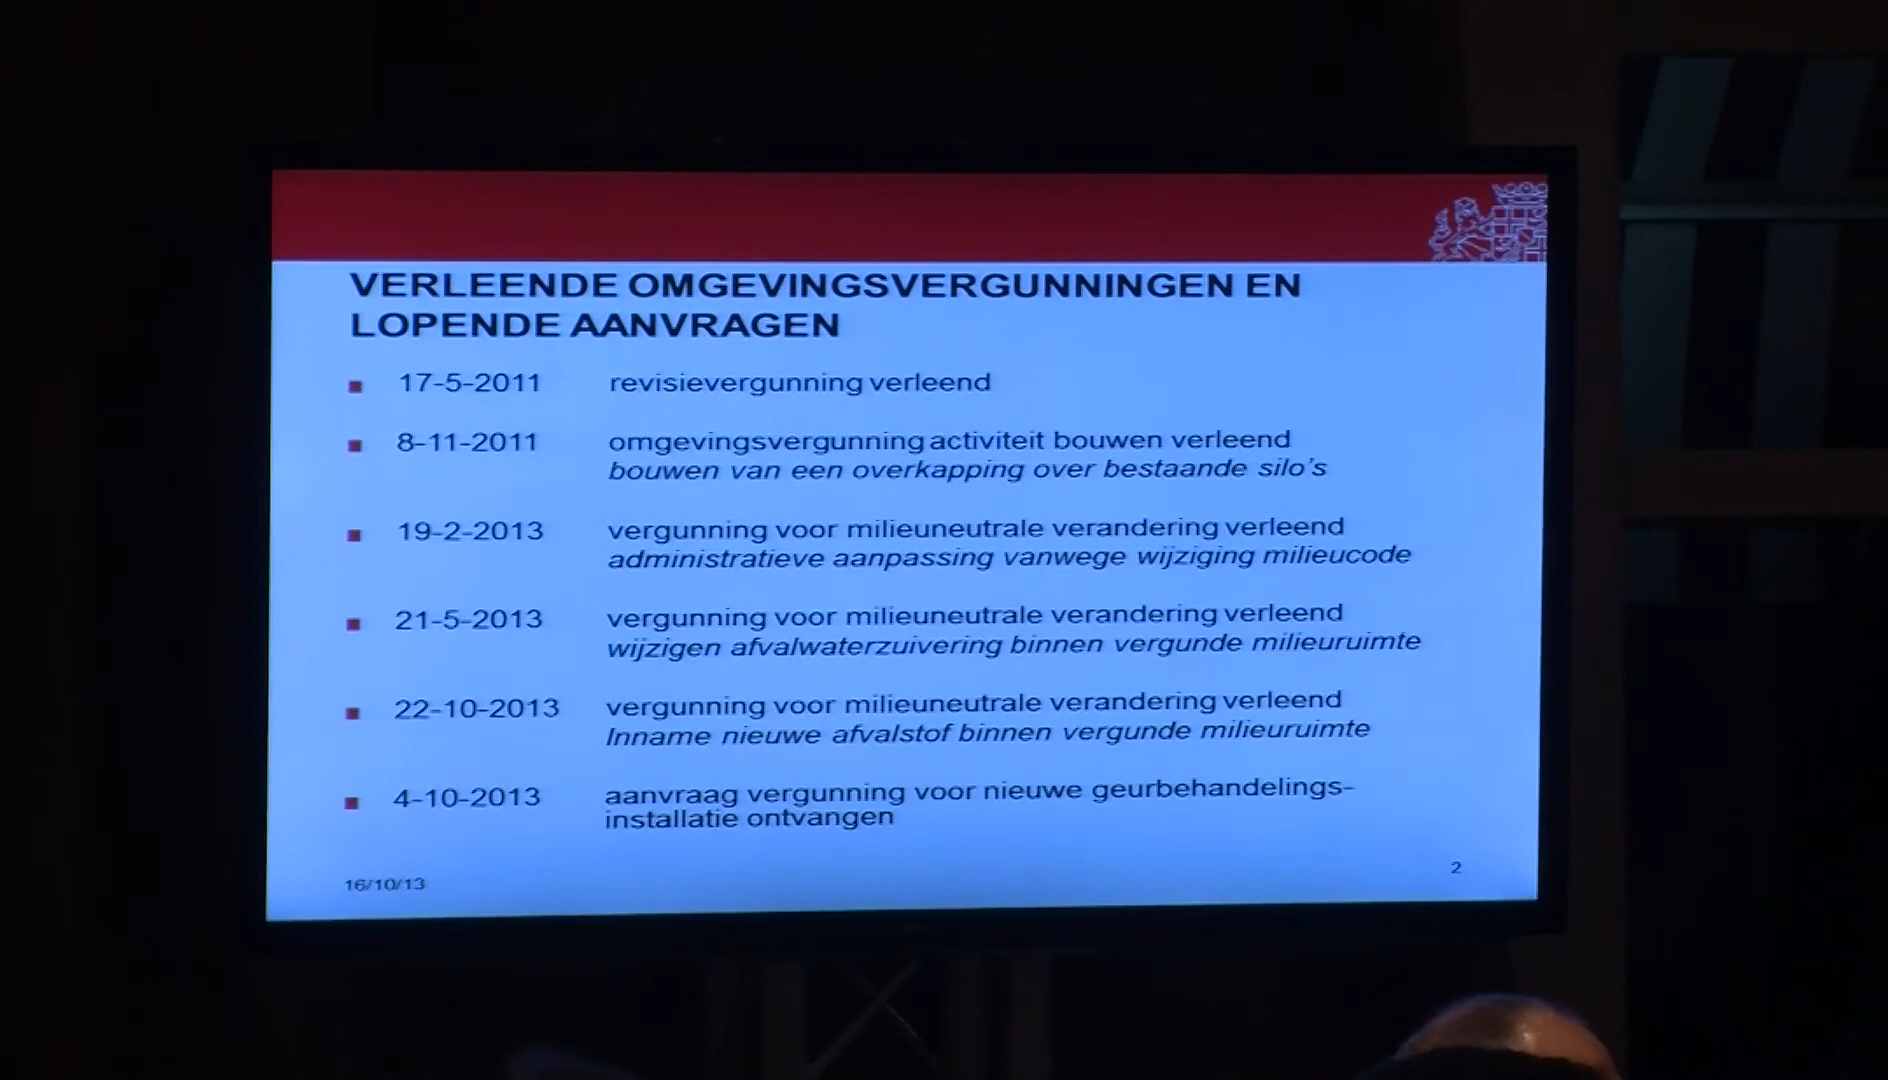 VERLEENDE OMGEVINGSVERGUNNINGEN EN
LOPENDE AANVRAGEN
17-5-2011 revisievergunning verleend
8-11-2011 omgevingsvergunning activiteit bouwen verleend
bouwen van een overkapping over bestaande silo's
19-2-2013 vergunning voor milieuneutrale verandering verleend
administratieve aanpassing vanwege wijziging milieucode
21-5-2013 vergunning voor milieuneutrale verandering verleend
wijzigen afvalwaterzuivering binnen vergunde milieuruimte
22-10-2013 vergunning voor milieuneutrale verandering verleend
Inname nieuwe afvalstof binnen vergunde milieuruimte
4-10-2013 aanvraag vergunning voor nieuwe geurbehandelings-
installatie ontvangen
16/10/13
2